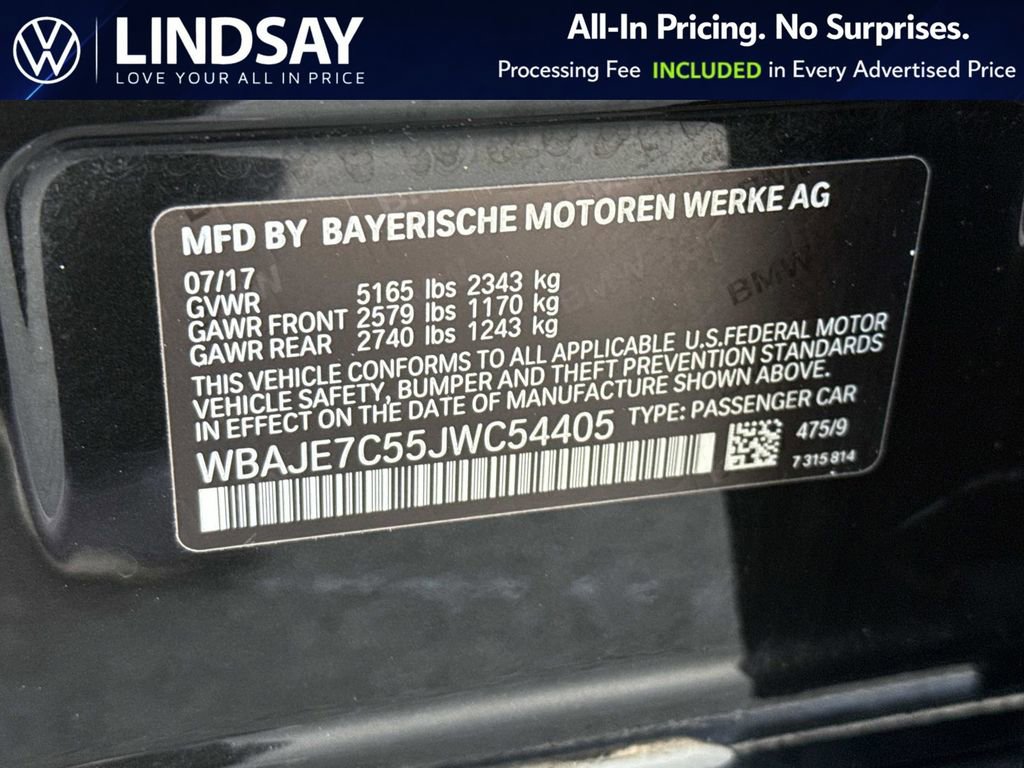 LINDSAY
LOVE YOUR ALL IN PRICE
All-In Pricing. No Surprises.
Processing Fee INCLUDED in Every Advertised Price
MFD BY BAYERISCHE MOTOREN WERKE AG
07/17
GVWR 5165 lbs 2343 kg
GAWR FRONT 2579 lbs 1170 kg
GAWR REAR 2740 lbs 1243 kg
THIS VEHICLE CONFORMS TO ALL APPLICABLE U.S.FEDERAL MOTOR
VEHICLE SAFETY, BUMPER AND THEFT PREVENTION STANDARDS
IN EFFECT ON THE DATE OF MANUFACTURE SHOWN ABOVE.
WBAJE7C55JWC54405 TYPE: PASSENGER CAR
475/9
7315814
BMW